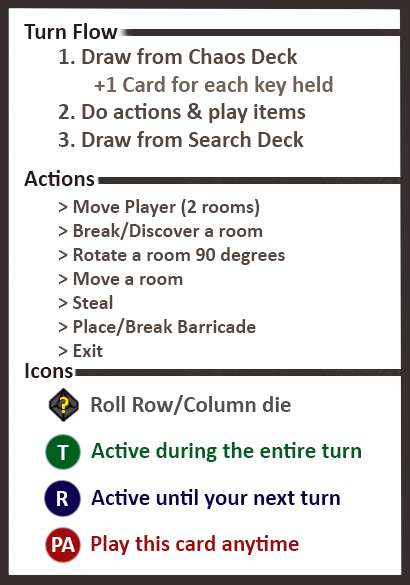 Turn Flow
1. Draw from Chaos Deck
+1 Card for each key held
2. Do actions & play items
3. Draw from Search Deck
Actions
> Move Player (2 rooms)
> Break/Discover a room
> Rotate a room 90 degrees
> Move a room
> Steal
> Place/Break Barricade
> Exit
Icons
? Roll Row/Column die
T Active during the entire turn
R Active until your next turn
PA Play this card anytime